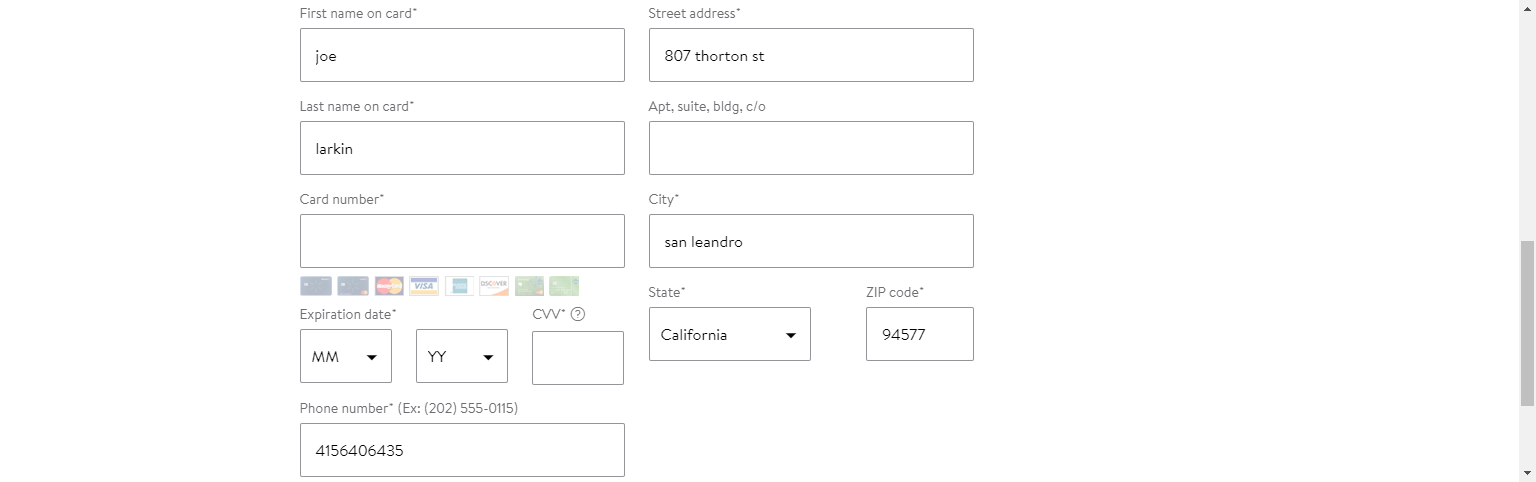 First name on card*
joe
Last name on card*
larkin
Card number*
VISA
DISCOVER
Expiration date*
MM YY
CVV* ?
Phone number* (Ex: (202) 555-0115)
4156406435
Street address*
807 thorton st
Apt, suite, bldg, c/o
City*
san leandro
State*
California
ZIP code*
94577